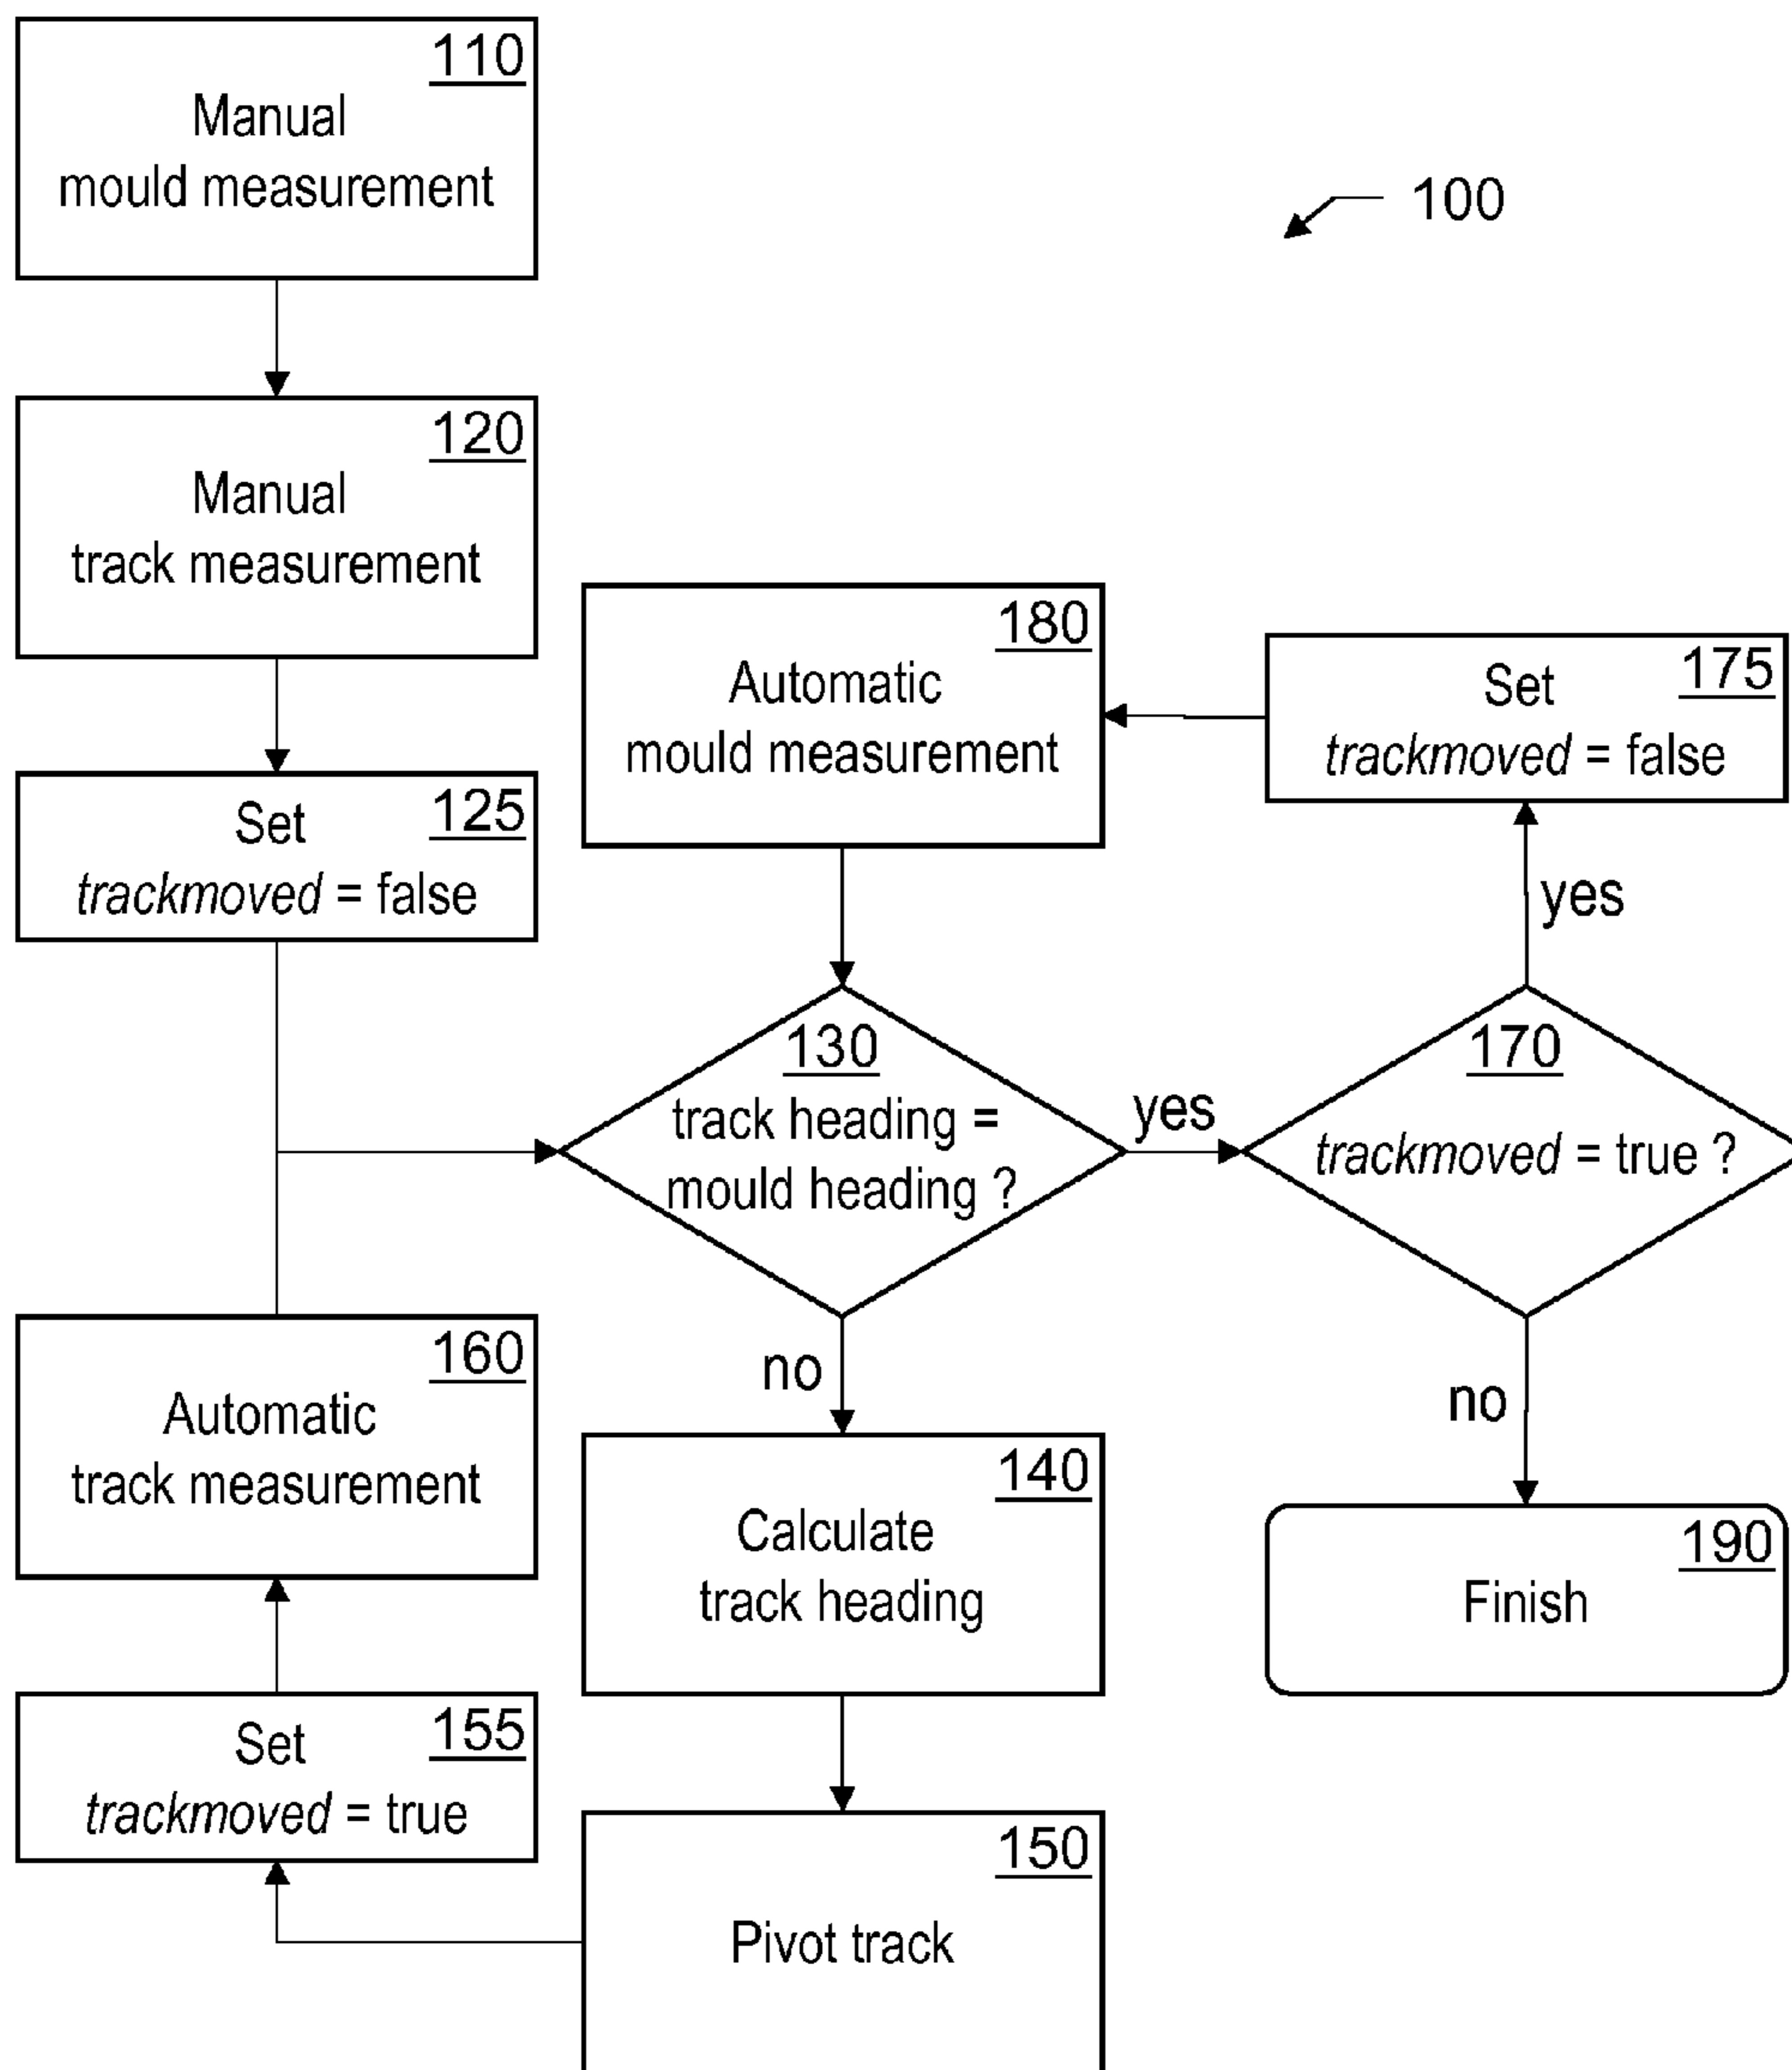 110
Manual
mould measurement
100
120
Manual
track measurement
125
Set
trackmoved = false
180
Automatic
mould measurement
175
Set
trackmoved = false
yes
130
track heading =
mould heading ?
yes
170
trackmoved = true ?
no
no
160
Automatic
track measurement
140
Calculate
track heading
190
Finish
155
Set
trackmoved = true
150
Pivot track